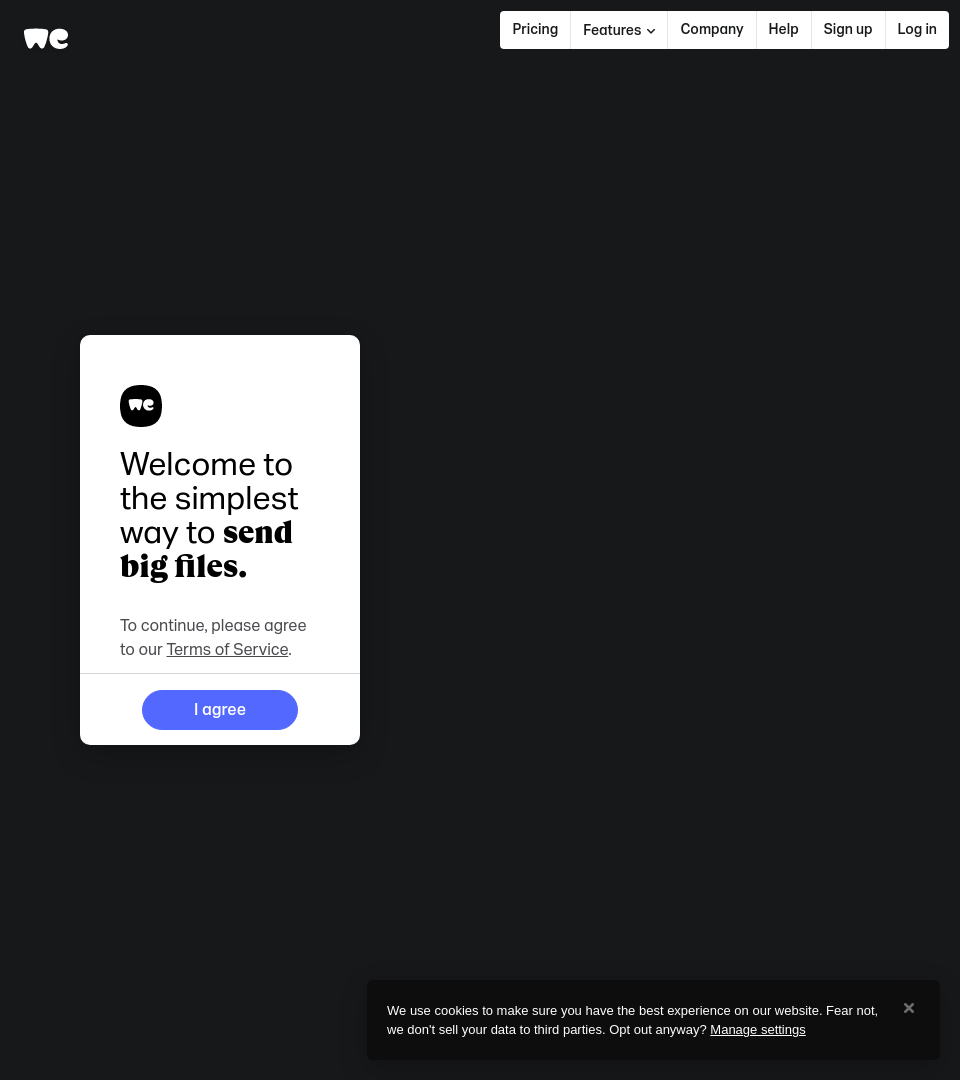 we
Pricing
Features
Company
Help
Sign up
Log in
we
Welcome to
the simplest
way to send
big files.
To continue, please agree
to our Terms of Service.
I agree
We use cookies to make sure you have the best experience on our website. Fear not,
we don't sell your data to third parties. Opt out anyway? Manage settings